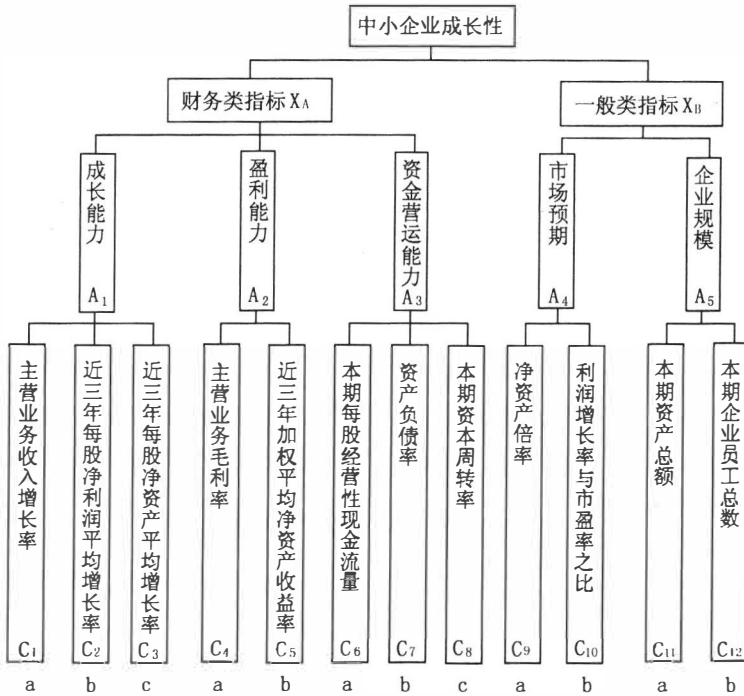 中小企业成长性
财务类指标 XA
一般类指标 XB
成长能力 A1
盈利能力 A2
资金营运能力 A3
市场预期 A4
企业规模 A5
主营业务收入增长率 C1
近三年每股净利润平均增长率 C2
近三年每股净资产平均增长率 C3
主营业务毛利率 C4
近三年加权平均净资产收益率 C5
本期每股经营性现金流量 C6
资产负债率 C7
本期资本周转率 C8
净资产倍率 C9
利润增长率与市盈率之比 C10
本期资产总额 C11
本期企业员工总数 C12
a b c a b a b c a b a b